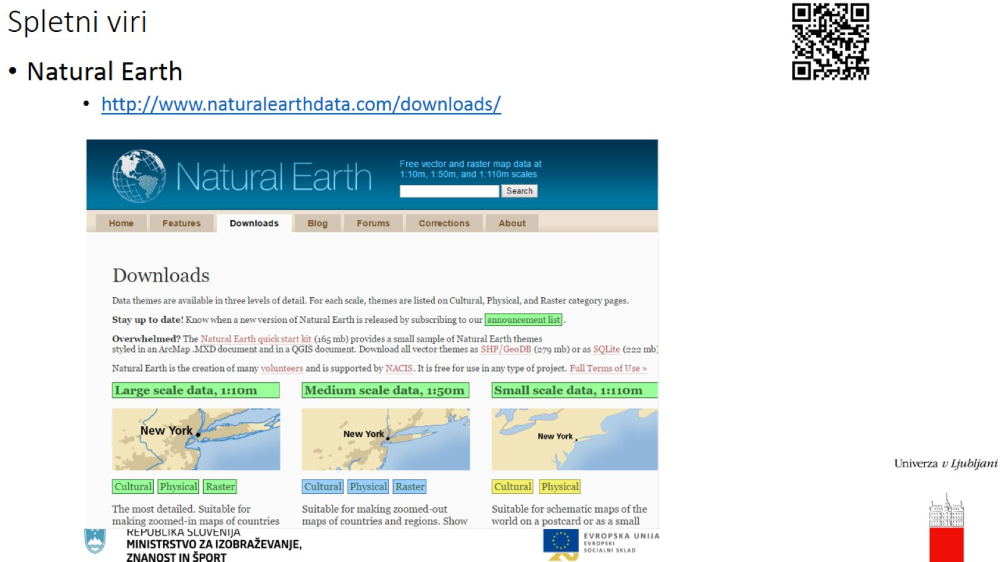 Spletni viri
• Natural Earth
• http://www.naturalearthdata.com/downloads/
Natural Earth
Free vector and raster map data at
1:10m, 1:50m, and 1:110m scales
Search
Home Features Downloads Blog Forums Corrections About
Downloads
Data themes are available in three levels of detail. For each scale, themes are listed on Cultural, Physical, and Raster category pages.
Stay up to date! Know when a new version of Natural Earth is released by subscribing to our announcement list .
Overwhelmed? The Natural Earth quick start kit (165 mb) provides a small sample of Natural Earth themes
styled in an ArcMap .MXD document and in a QGIS document. Download all vector themes as SHP/GeoDB (279 mb) or as SQLite (222 mb)
Natural Earth is the creation of many volunteers and is supported by NACIS. It is free for use in any type of project. Full Terms of Use »
Large scale data, 1:10m
New York
Cultural Physical Raster
The most detailed. Suitable for
making zoomed-in maps of countries
Medium scale data, 1:50m
New York
Cultural Physical Raster
Suitable for making zoomed-out
maps of countries and regions. Show
Small scale data, 1:110m
New York
Cultural Physical
Suitable for schematic maps of the
world on a postcard or as a small
REPUBLIKA SLOVENIJA
MINISTRSTVO ZA IZOBRAŽEVANJE,
ZNANOST IN ŠPORT
EVROPSKA UNIJA
EVROPSKI
SOCIALNI SKLAD
Univerza v Ljubljani